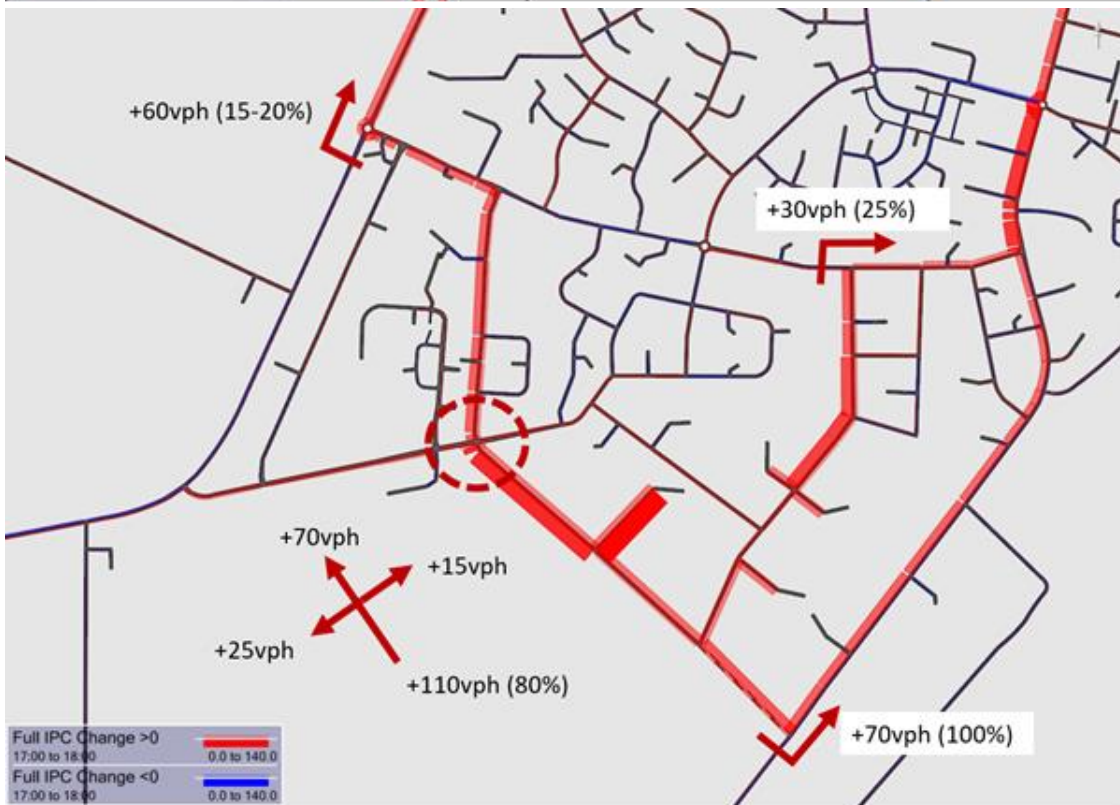 +60vph (15-20%)
+30vph (25%)
+70vph
+15vph
+25vph
+110vph (80%)
+70vph (100%)
Full IPC Change >0
17:00 to 18:00 0.0 to 140.0
Full IPC Change <0
17:00 to 18:00 0.0 to 140.0